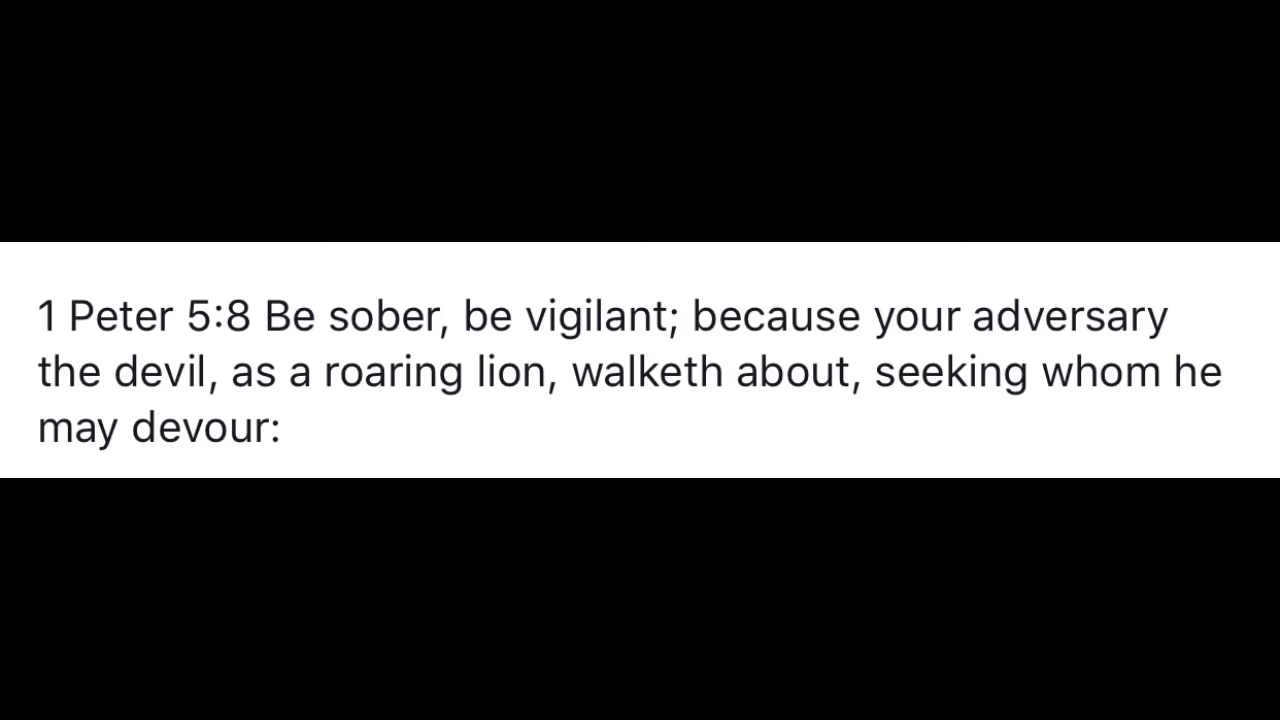 1 Peter 5:8 Be sober, be vigilant; because your adversary
the devil, as a roaring lion, walketh about, seeking whom he
may devour: